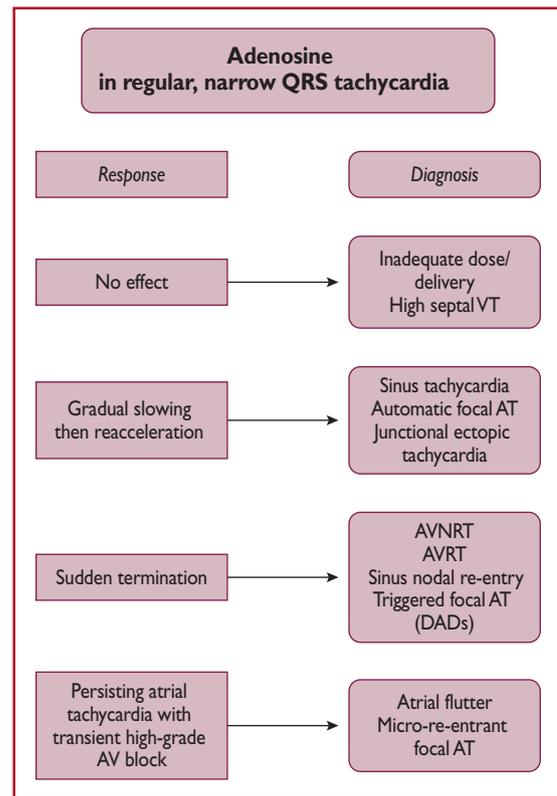 Adenosine
in regular, narrow QRS tachycardia
Response
Diagnosis
No effect
Inadequate dose/
delivery
High septal VT
Gradual slowing
then reacceleration
Sinus tachycardia
Automatic focal AT
Junctional ectopic
tachycardia
Sudden termination
AVNRT
AVRT
Sinus nodal re-entry
Triggered focal AT
(DADs)
Persisting atrial
tachycardia with
transient high-grade
AV block
Atrial flutter
Micro-re-entrant
focal AT